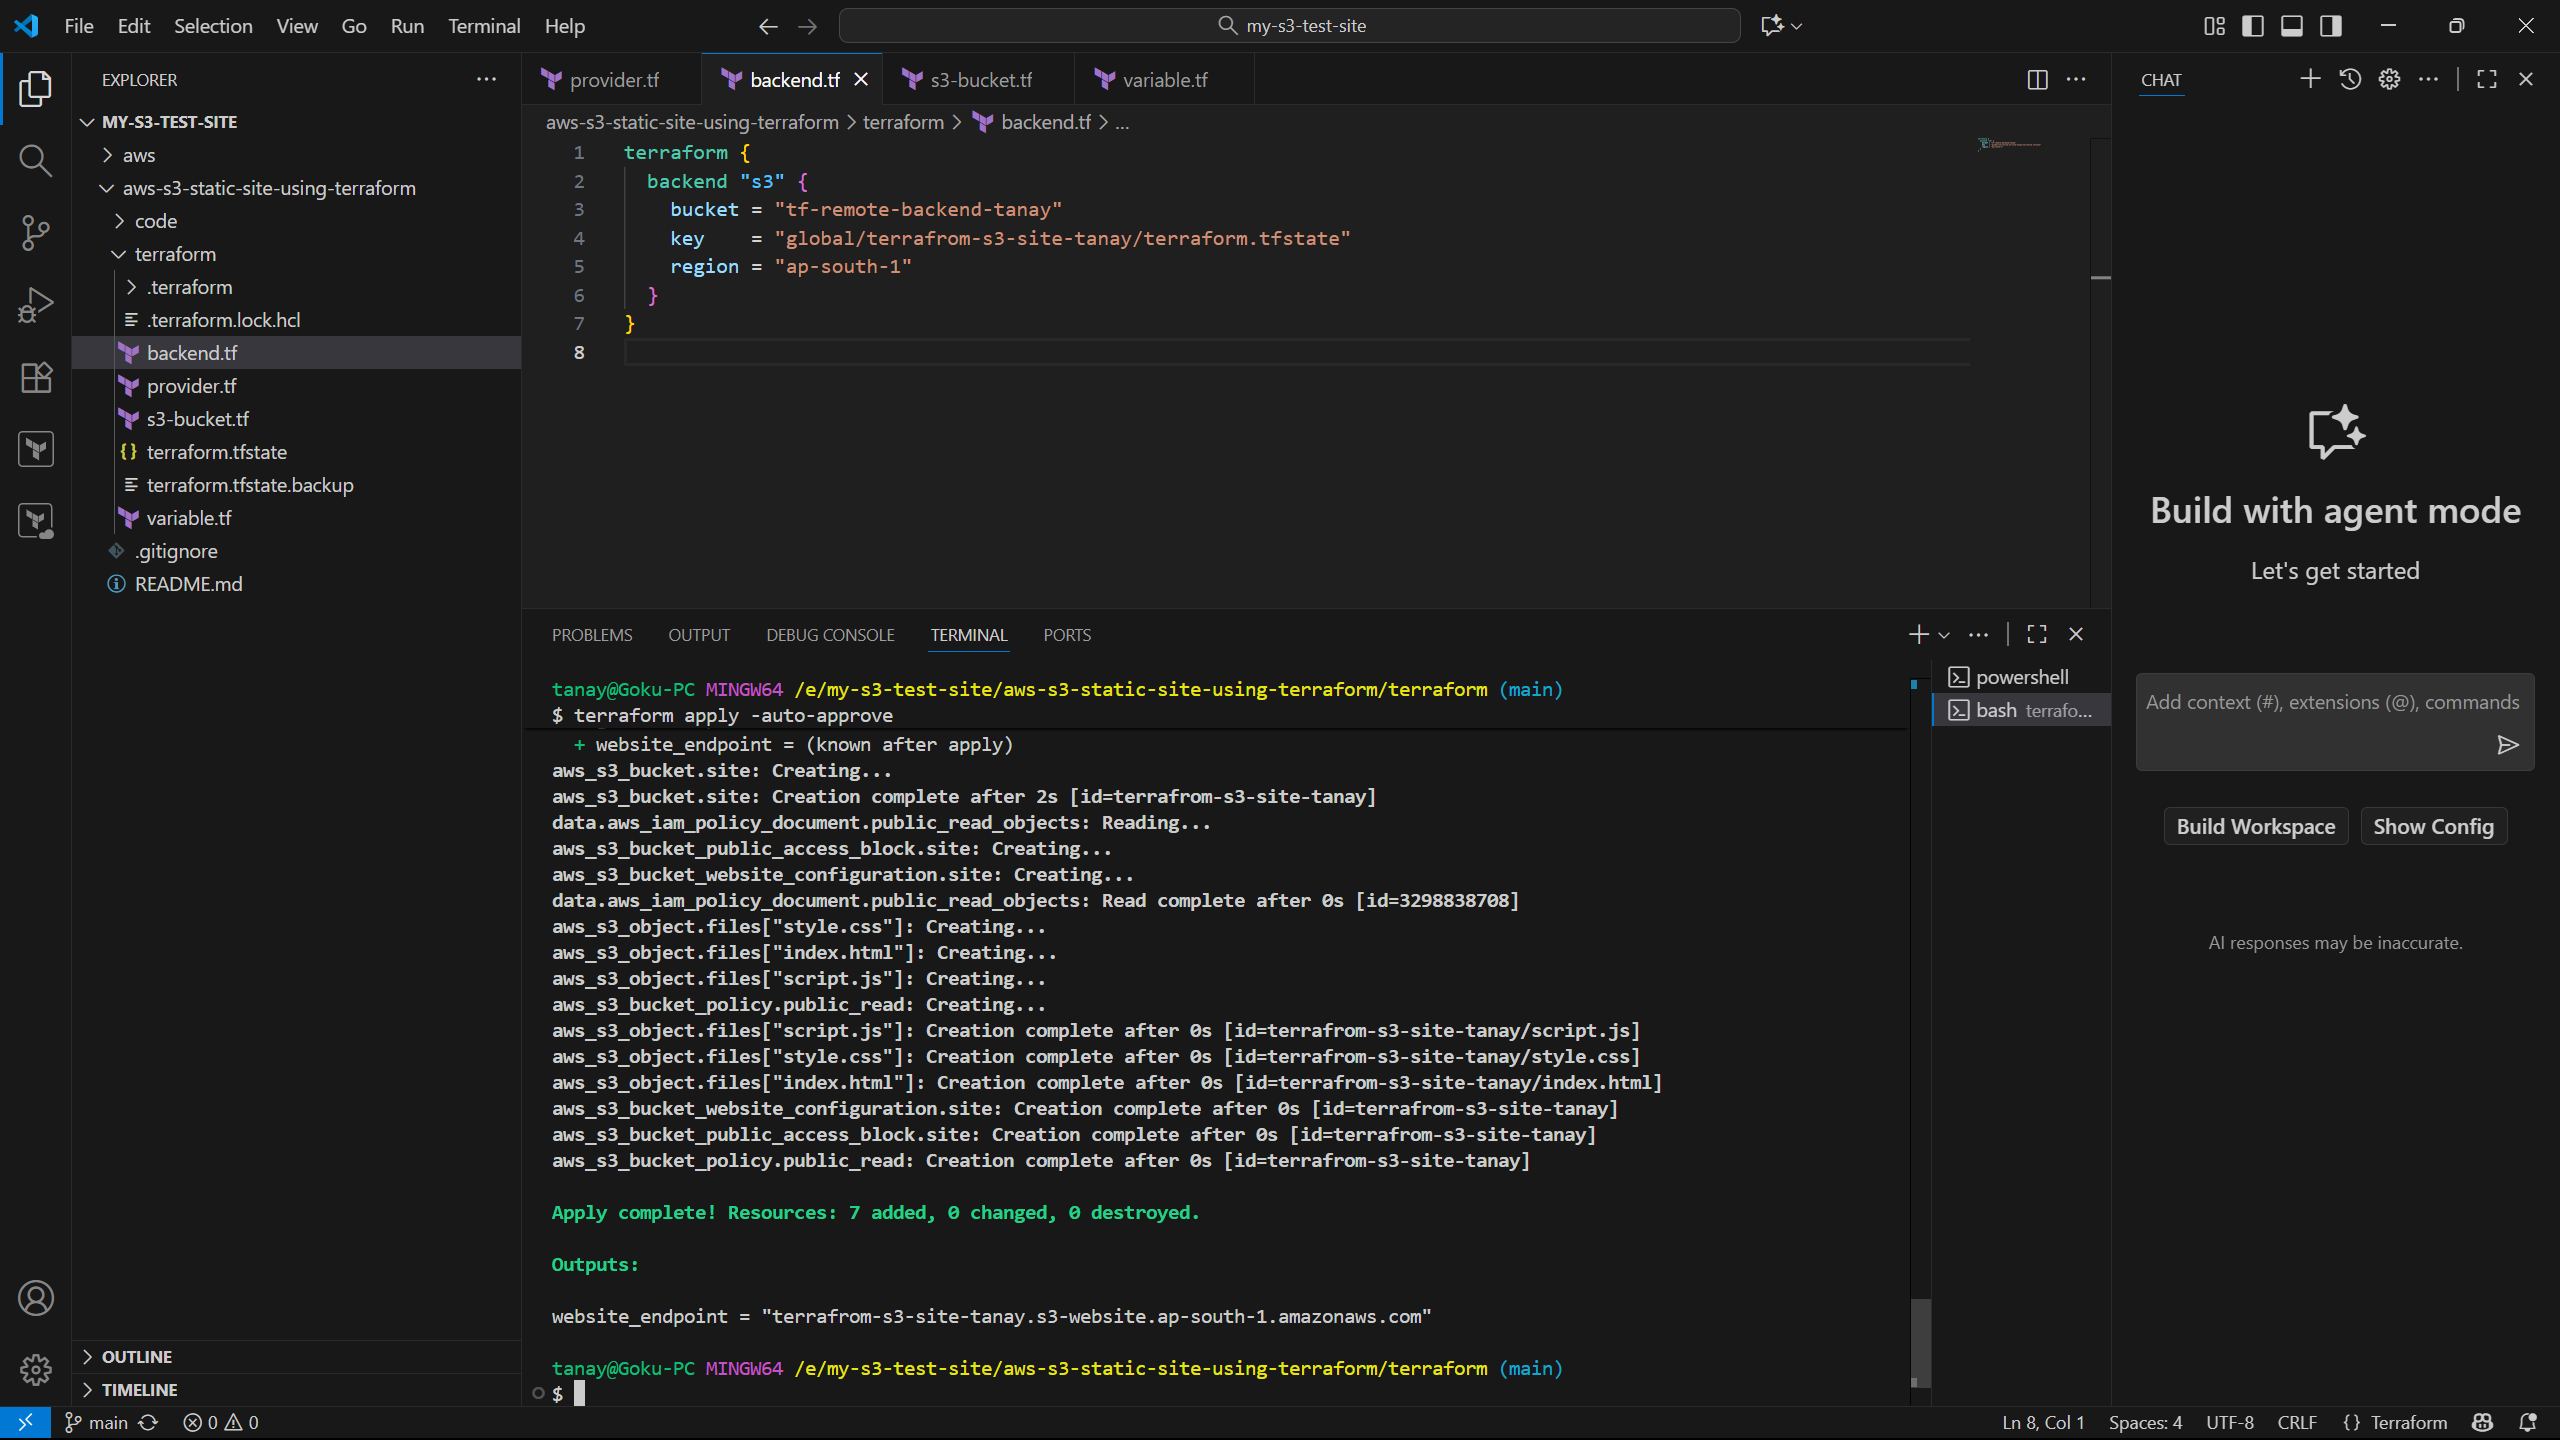 File Edit Selection View Go Run Terminal Help
my-s3-test-site
EXPLORER
MY-S3-TEST-SITE
aws
aws-s3-static-site-using-terraform
code
terraform
.terraform
.terraform.lock.hcl
backend.tf
provider.tf
s3-bucket.tf
terraform.tfstate
terraform.tfstate.backup
variable.tf
.gitignore
README.md
OUTLINE
TIMELINE
provider.tf backend.tf s3-bucket.tf variable.tf
aws-s3-static-site-using-terraform > terraform > backend.tf > ...
1 terraform {
2 backend "s3" {
3 bucket = "tf-remote-backend-tanay"
4 key    = "global/terrafrom-s3-site-tanay/terraform.tfstate"
5 region = "ap-south-1"
6 }
7 }
8
PROBLEMS OUTPUT DEBUG CONSOLE TERMINAL PORTS
tanay@Goku-PC MINGW64 /e/my-s3-test-site/aws-s3-static-site-using-terraform/terraform (main)
$ terraform apply -auto-approve
+ website_endpoint = (known after apply)
aws_s3_bucket.site: Creating...
aws_s3_bucket.site: Creation complete after 2s [id=terrafrom-s3-site-tanay]
data.aws_iam_policy_document.public_read_objects: Reading...
aws_s3_bucket_public_access_block.site: Creating...
aws_s3_bucket_website_configuration.site: Creating...
data.aws_iam_policy_document.public_read_objects: Read complete after 0s [id=3298838708]
aws_s3_object.files["style.css"]: Creating...
aws_s3_object.files["index.html"]: Creating...
aws_s3_object.files["script.js"]: Creating...
aws_s3_bucket_policy.public_read: Creating...
aws_s3_object.files["script.js"]: Creation complete after 0s [id=terrafrom-s3-site-tanay/script.js]
aws_s3_object.files["style.css"]: Creation complete after 0s [id=terrafrom-s3-site-tanay/style.css]
aws_s3_object.files["index.html"]: Creation complete after 0s [id=terrafrom-s3-site-tanay/index.html]
aws_s3_bucket_website_configuration.site: Creation complete after 0s [id=terrafrom-s3-site-tanay]
aws_s3_bucket_public_access_block.site: Creation complete after 0s [id=terrafrom-s3-site-tanay]
aws_s3_bucket_policy.public_read: Creation complete after 0s [id=terrafrom-s3-site-tanay]
Apply complete! Resources: 7 added, 0 changed, 0 destroyed.
Outputs:
website_endpoint = "terrafrom-s3-site-tanay.s3-website.ap-south-1.amazonaws.com"
tanay@Goku-PC MINGW64 /e/my-s3-test-site/aws-s3-static-site-using-terraform/terraform (main)
$
powershell
bash terrafo...
CHAT
Build with agent mode
Let's get started
Add context (#), extensions (@), commands
Build Workspace Show Config
AI responses may be inaccurate.
main 0 0
Ln 8, Col 1 Spaces: 4 UTF-8 CRLF {} Terraform